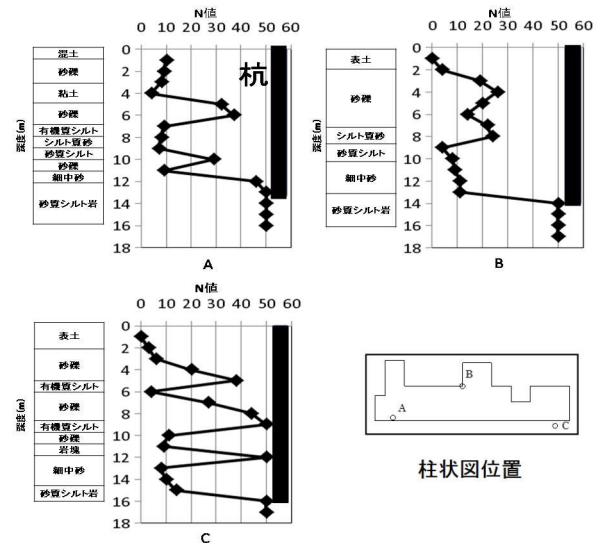 N値
0 10 20 30 40 50 60
0
2
4
6
8
10
12
14
16
18
深度(m)
混土
砂礫
粘土
砂礫
有機質シルト
シルト質砂
砂質シルト
砂礫
細中砂
砂質シルト岩
杭
A
N値
0 10 20 30 40 50 60
0
2
4
6
8
10
12
14
16
18
深度(m)
表土
砂礫
シルト質砂
砂質シルト
細中砂
砂質シルト岩
B
N値
0 10 20 30 40 50 60
0
2
4
6
8
10
12
14
16
18
深度(m)
表土
砂礫
有機質シルト
砂礫
有機質シルト
砂礫
岩塊
細中砂
砂質シルト岩
C
B
A
C
柱状図位置